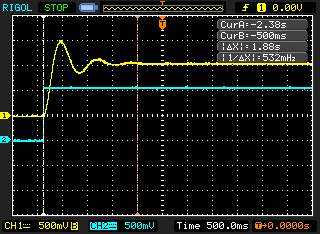 RIGOL STOP T f 1 0.00V
CurA=-2.38s
CurB=-500ms
|ΔX|=1.88s
|1/ΔX|=532mHz
T
1
2
CH1= 500mV B CH2= 500mV Time 500.0ms T→0.0000s